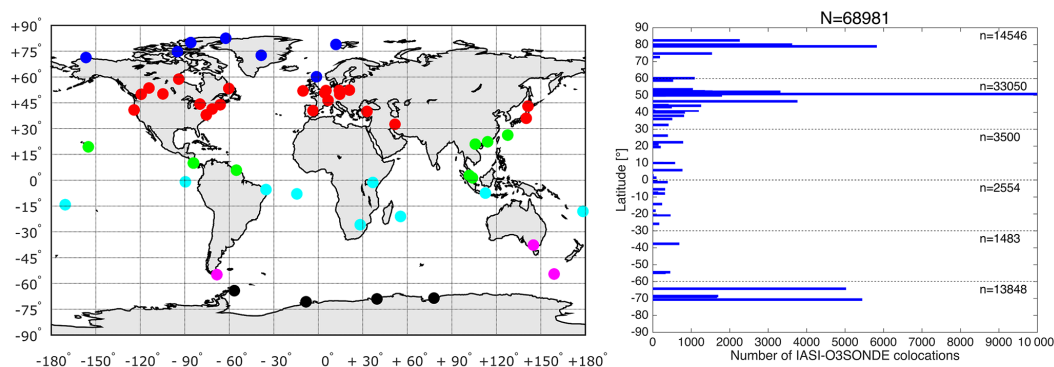 +90°
+75°
+60°
+45°
+30°
+15°
0°
-15°
-30°
-45°
-60°
-75°
-90°
-180 -150 -120 -90 -60 -30 0 +30 +60 +90 +120 +150 +180
N=68981
Latitude [°]
90
80
70
60
50
40
30
20
10
0
-10
-20
-30
-40
-50
-60
-70
-80
-90
n=14546
n=33050
n=3500
n=2554
n=1483
n=13848
0 1000 2000 3000 4000 5000 6000 7000 8000 9000 10 000
Number of IASI-O3SONDE colocations